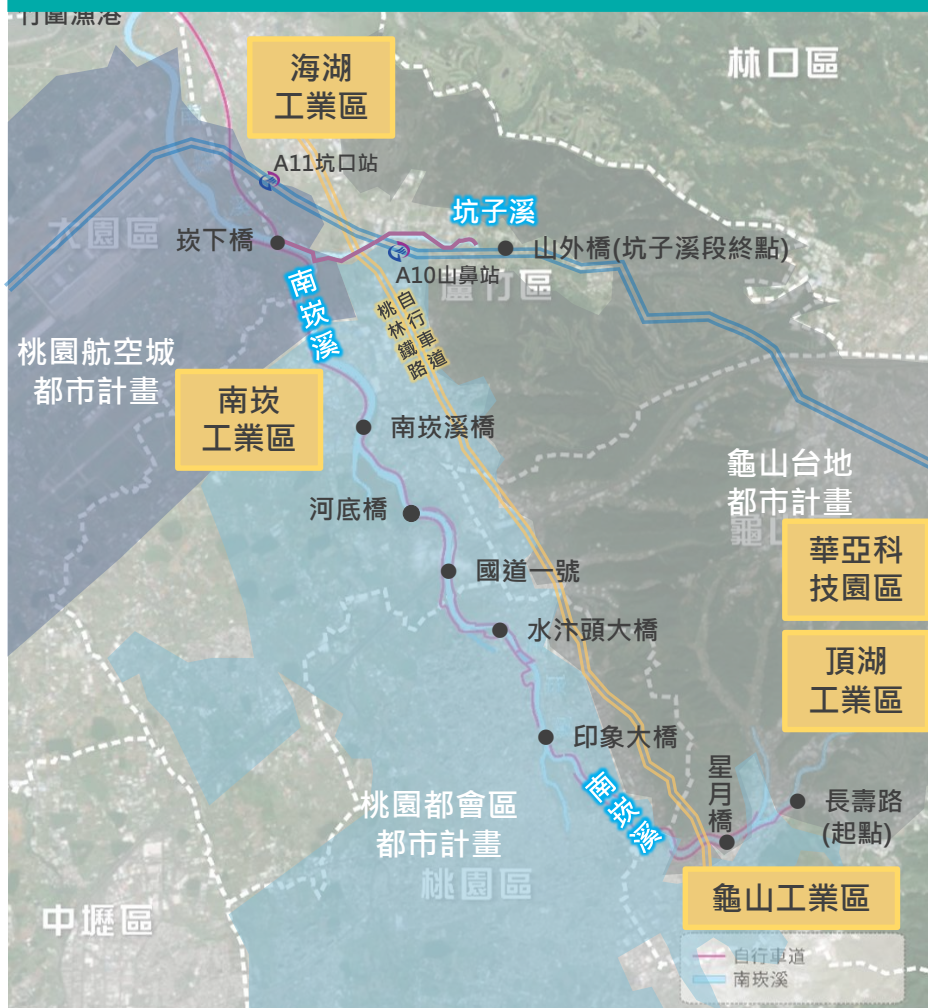 竹圍漁港
海湖
工業區
林口區
A11坑口站
坑子溪
大園區
崁下橋
山外橋(坑子溪段終點)
A10山鼻站
蘆竹區
南崁溪
桃林鐵路
自行車道
桃園航空城
都市計畫
南崁
工業區
南崁溪橋
龜山台地
都市計畫
河底橋
華亞科
技園區
國道一號
水汴頭大橋
頂湖
工業區
印象大橋
星月橋
南崁溪
長壽路
(起點)
桃園都會區
都市計畫
桃園區
龜山工業區
中壢區
自行車道
南崁溪